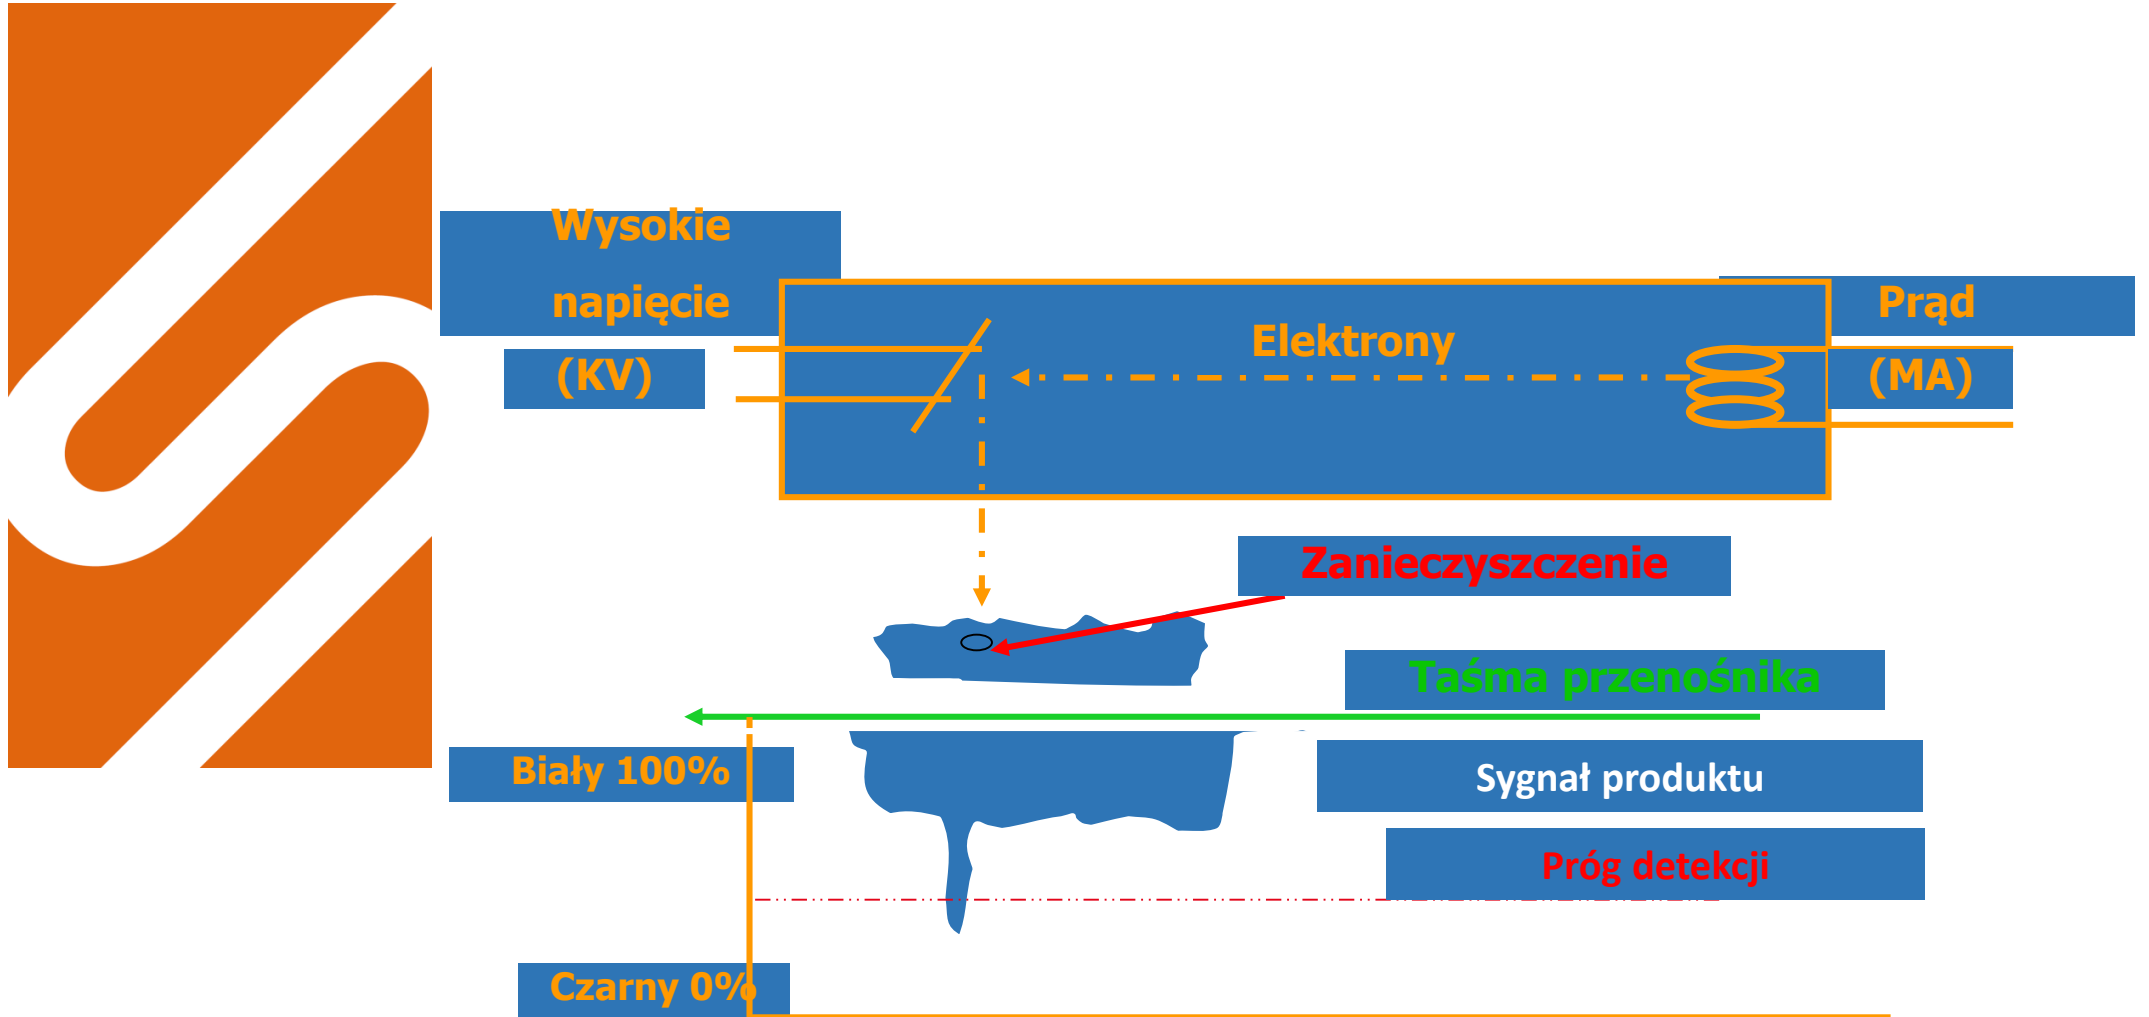 Wysokie
napięcie
(KV)
Elektrony
Prąd
(MA)
Zanieczyszczenie
Taśma przenośnika
Biały 100%
Sygnał produktu
Próg detekcji
Czarny 0%